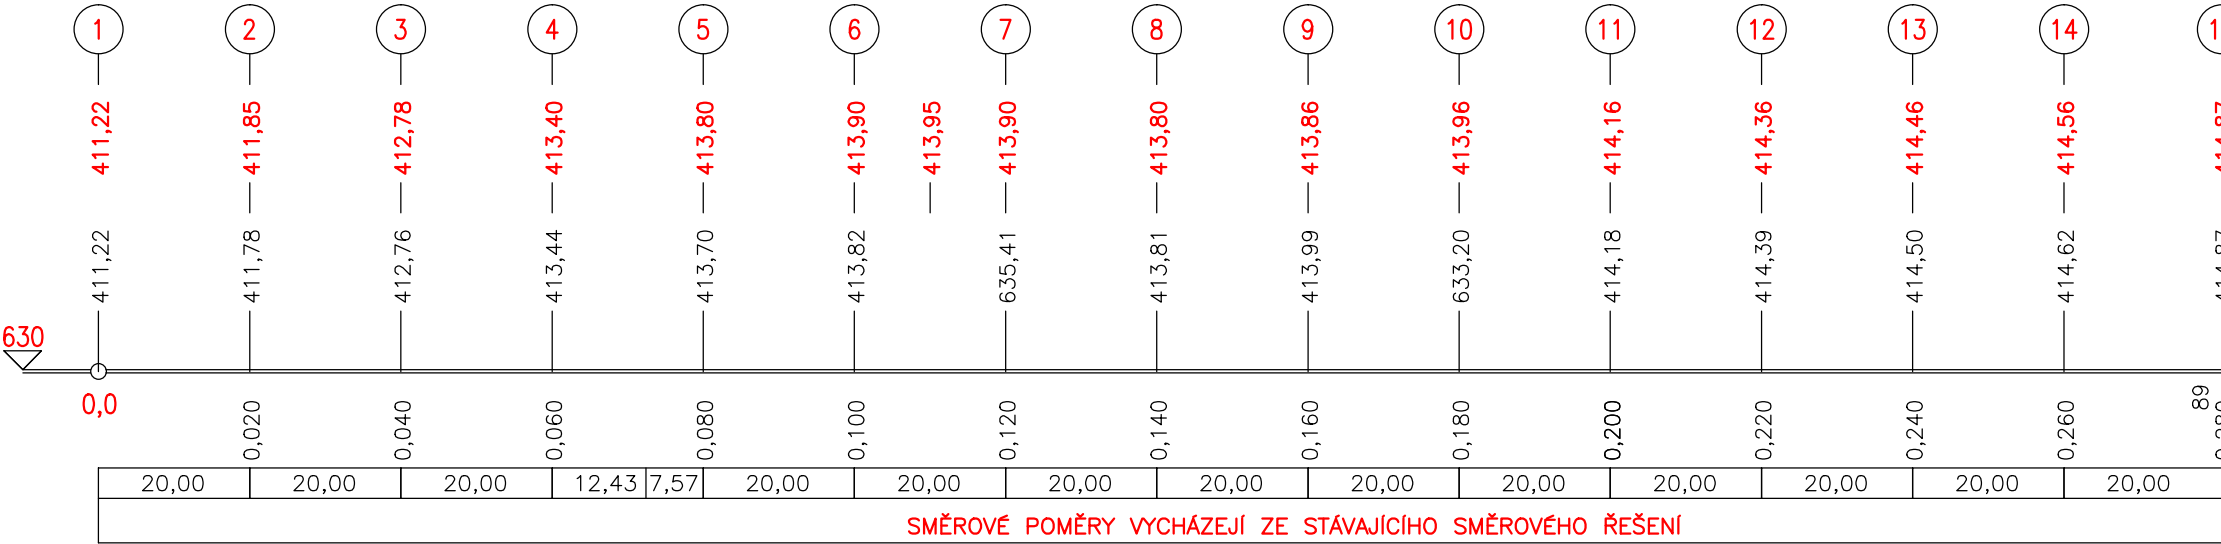 1 2 3 4 5 6 7 8 9 10 11 12 13 14
411,22 411,85 412,78 413,40 413,80 413,90 413,95 413,90 413,80 413,86 413,96 414,16 414,36 414,46 414,56
411,22 411,78 412,76 413,44 413,70 413,82 635,41 413,81 413,99 633,20 414,18 414,39 414,50 414,62
630
0,0 0,020 0,040 0,060 0,080 0,100 0,120 0,140 0,160 0,180 0,200 0,220 0,240 0,260 89
20,00 20,00 20,00 12,43 7,57 20,00 20,00 20,00 20,00 20,00 20,00 20,00 20,00 20,00 20,00
SMĚROVÉ POMĚRY VYCHÁZEJÍ ZE STÁVAJÍCÍHO SMĚROVÉHO ŘEŠENÍ